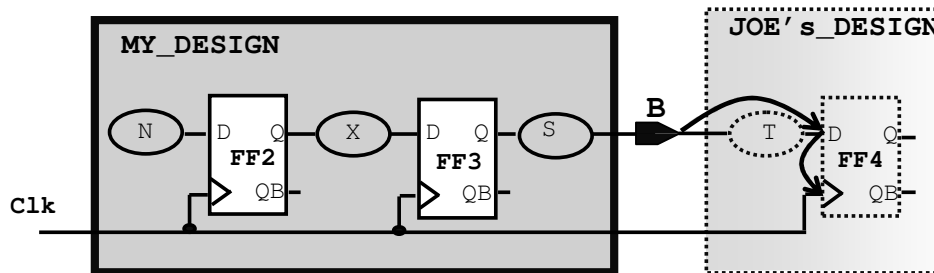 MY_DESIGN
JOE's_DESIGN
B
N
D Q
FF2
QB
X
D Q
FF3
QB
S
T
D Q
FF4
QB
Clk